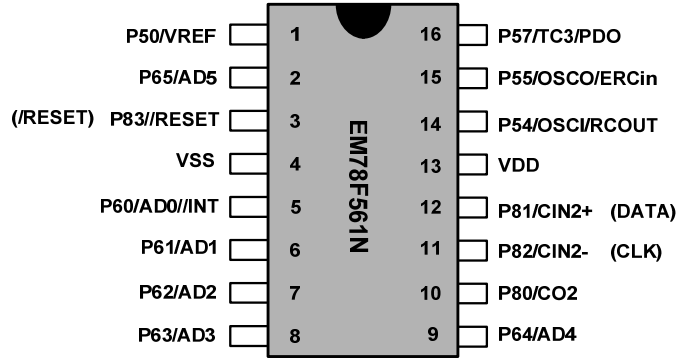 P50/VREF 1 16 P57/TC3/PDO
P65/AD5 2 15 P55/OSCO/ERCin
(/RESET) P83//RESET 3 14 P54/OSCI/RCOUT
VSS 4 13 VDD
P60/AD0//INT 5 12 P81/CIN2+ (DATA)
P61/AD1 6 11 P82/CIN2- (CLK)
P62/AD2 7 10 P80/CO2
P63/AD3 8 9 P64/AD4
EM78F561N